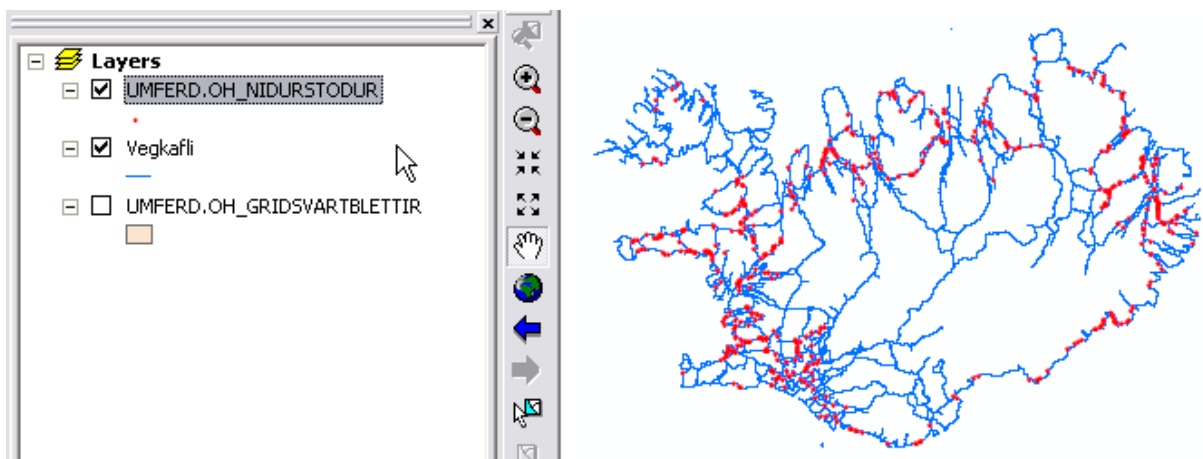 Layers
UMFERD.OH_NIDURSTODUR
Vegkafli
UMFERD.OH_GRIDSVARTBLETTIR